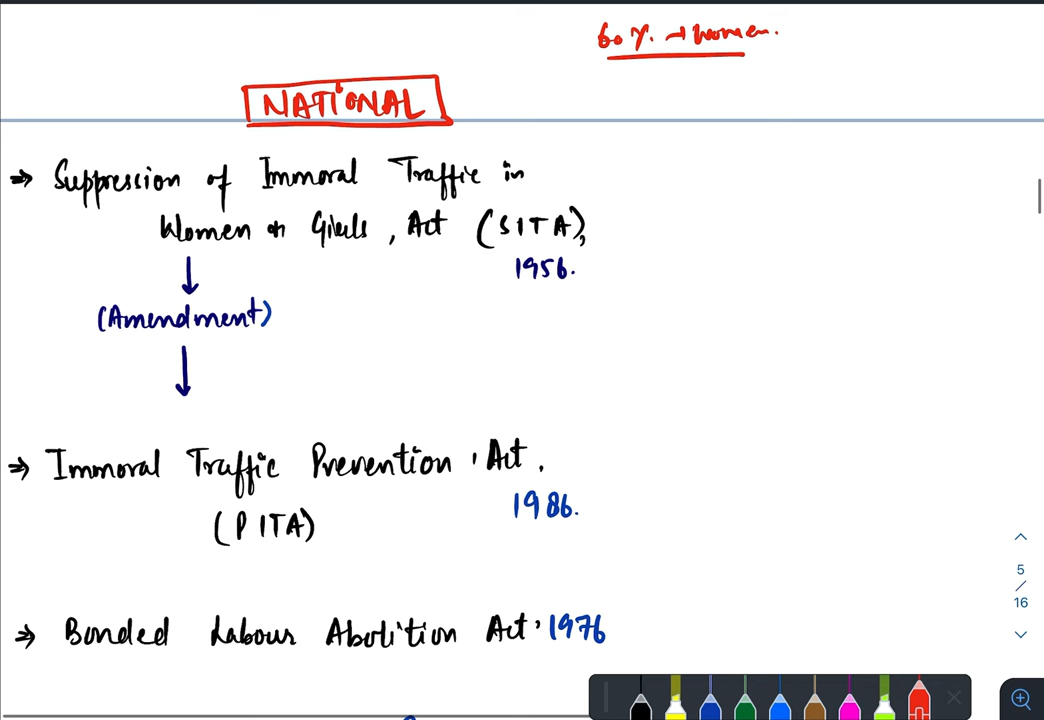 60 %. → women.
NATIONAL
⇒ Suppression of Immoral Traffic in
Women & Girls, Act (SITA),
1956.
(Amendment)
⇒ Immoral Traffic Prevention, Act.
(PITA)
1986.
⇒ Bonded Labour Abolition Act, 1976
5
/
16